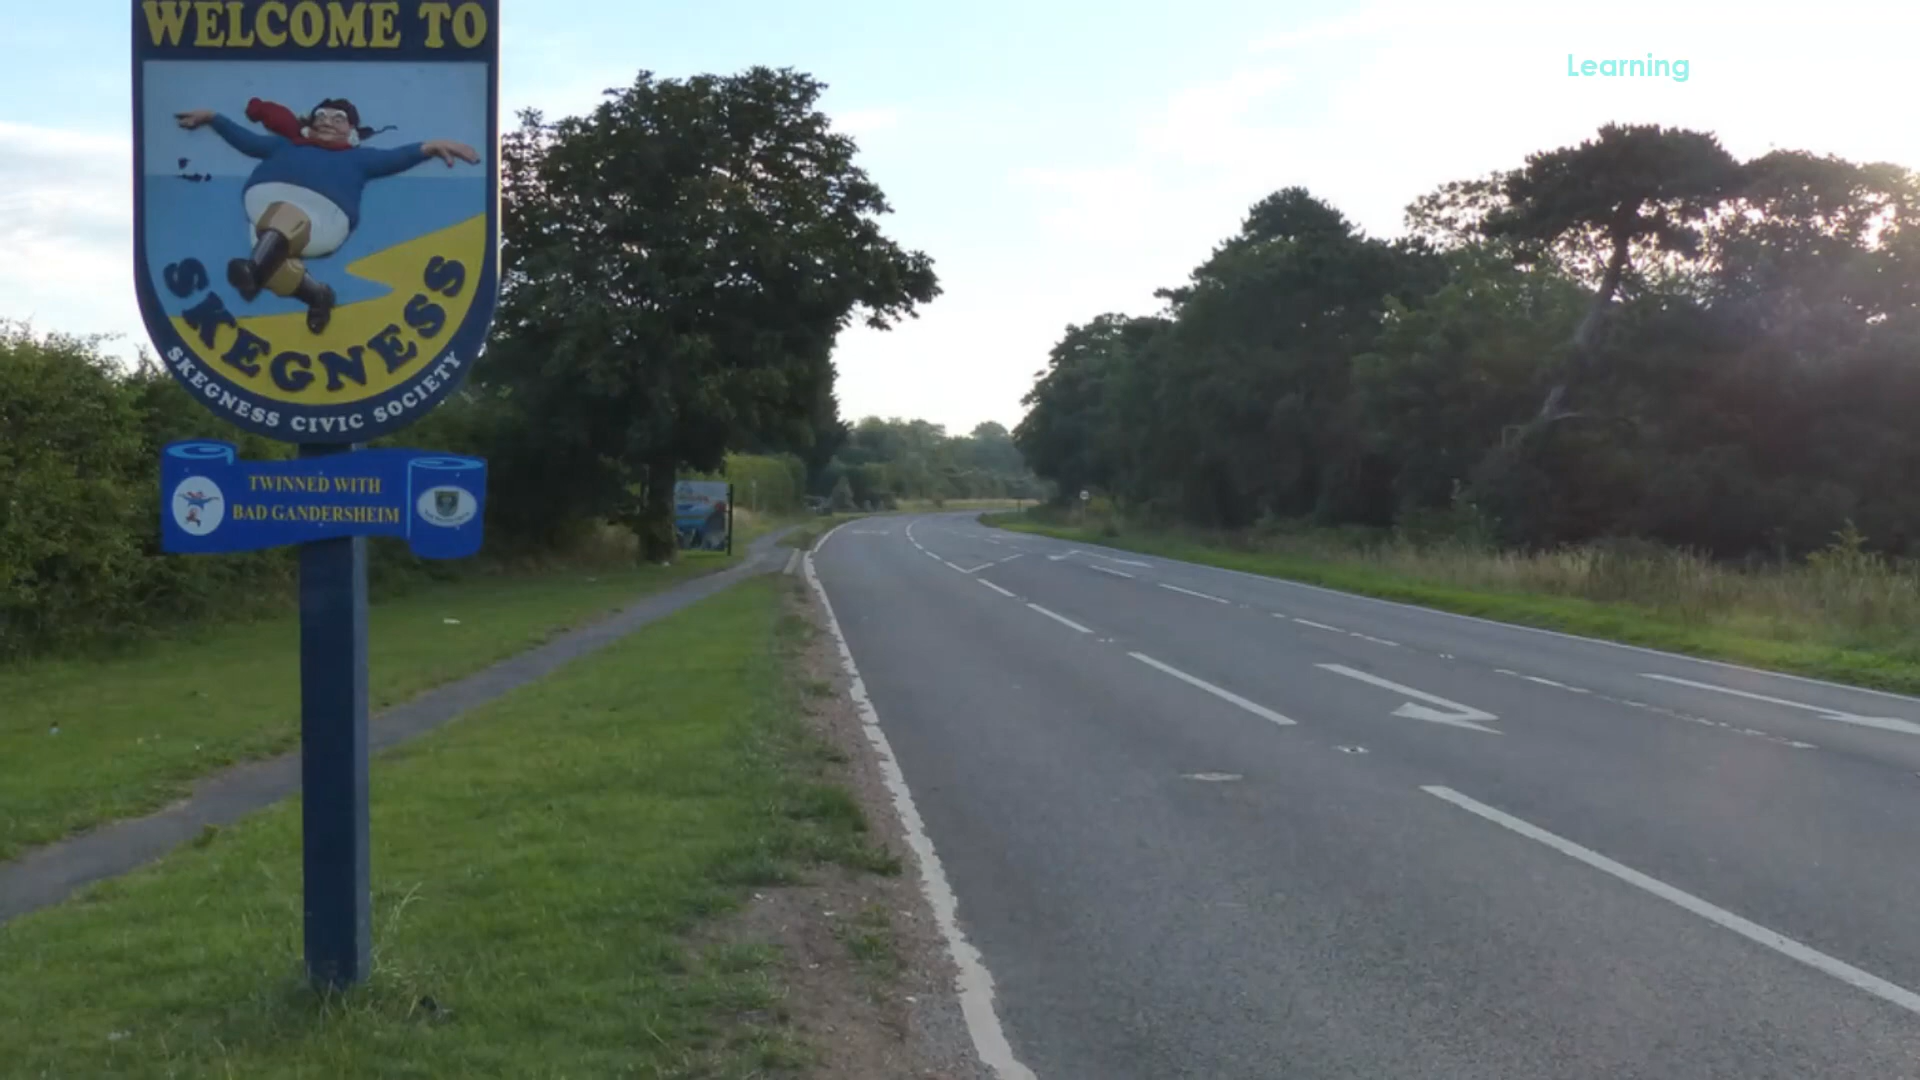 WELCOME TO
SKEGNESS
SKEGNESS CIVIC SOCIETY
TWINNED WITH
BAD GANDERSHEIM
Learning